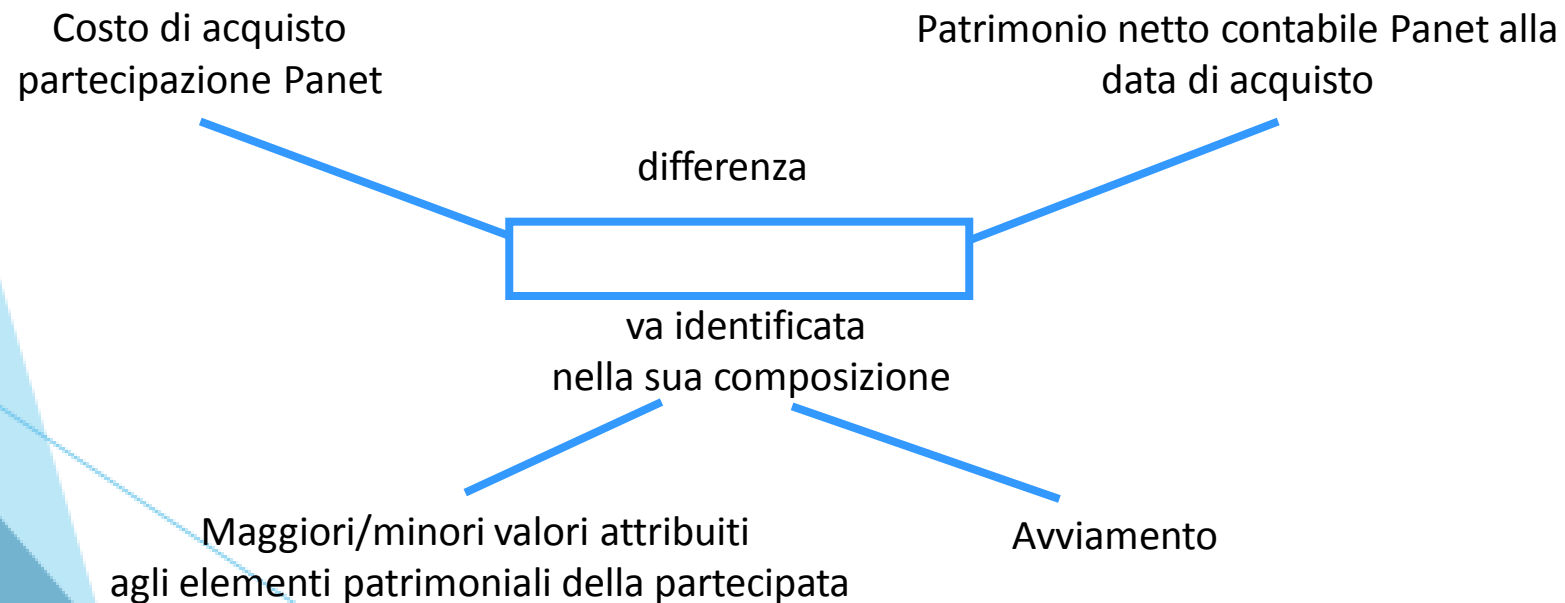 Costo di acquisto
partecipazione Panet
Patrimonio netto contabile Panet alla
data di acquisto
differenza
va identificata
nella sua composizione
Maggiori/minori valori attribuiti
agli elementi patrimoniali della partecipata
Avviamento